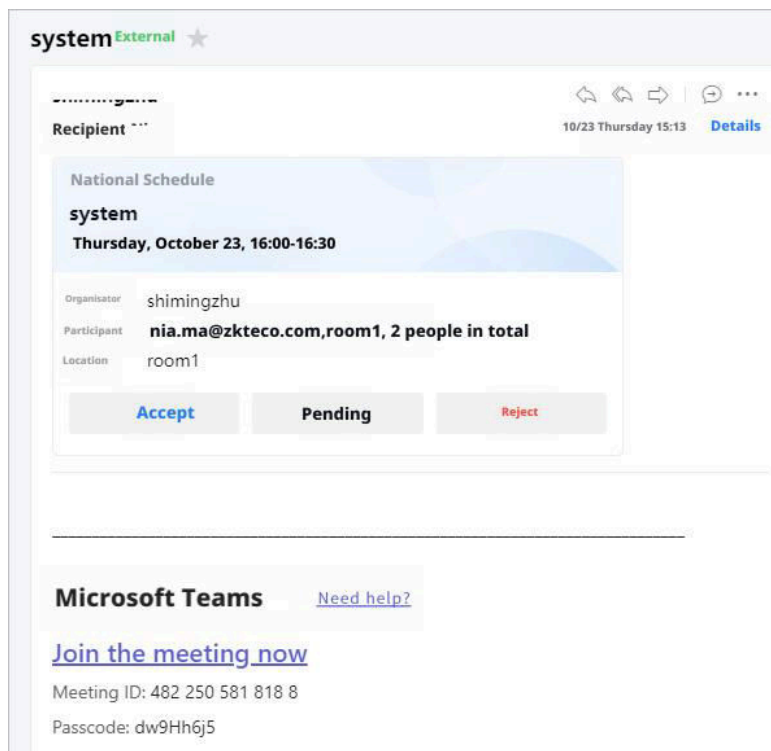 system External
Recipient
10/23 Thursday 15:13 Details
National Schedule
system
Thursday, October 23, 16:00-16:30
Organisator shimingzhu
Participant nia.ma@zkteco.com,room1, 2 people in total
Location room1
Accept Pending Reject
Microsoft Teams Need help?
Join the meeting now
Meeting ID: 482 250 581 818 8
Passcode: dw9Hh6j5